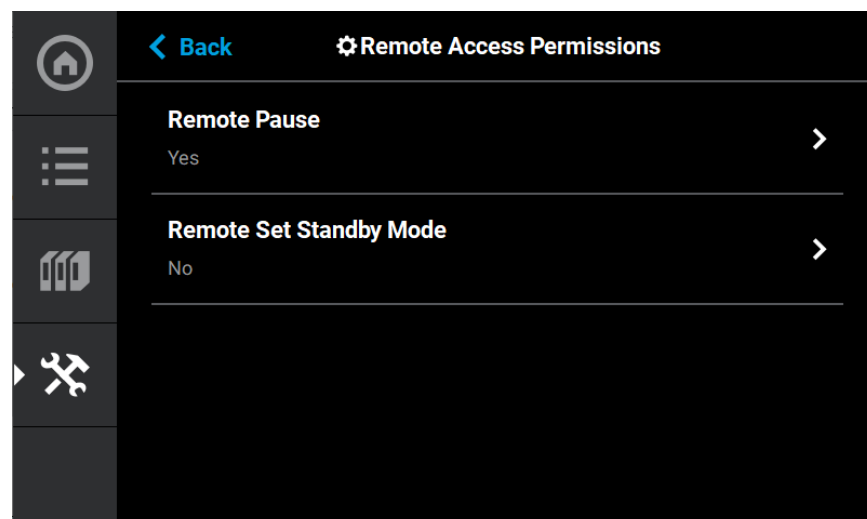 Back
Remote Access Permissions
Remote Pause
Yes
Remote Set Standby Mode
No